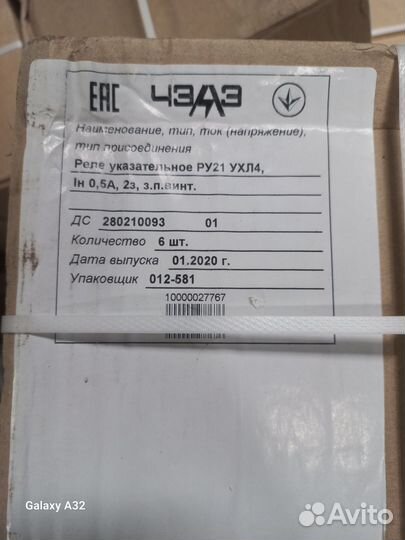 ЕАС ЧЭАЗ
Наименование, тип, ток (напряжение),
тип присоединения
Реле указательное РУ21 УХЛ4,
Iн 0,5А, 2з, з.п.винт.
ДС 280210093 01
Количество 6 шт.
Дата выпуска 01.2020 г.
Упаковщик 012-581
10000027767
Galaxy A32
Avito